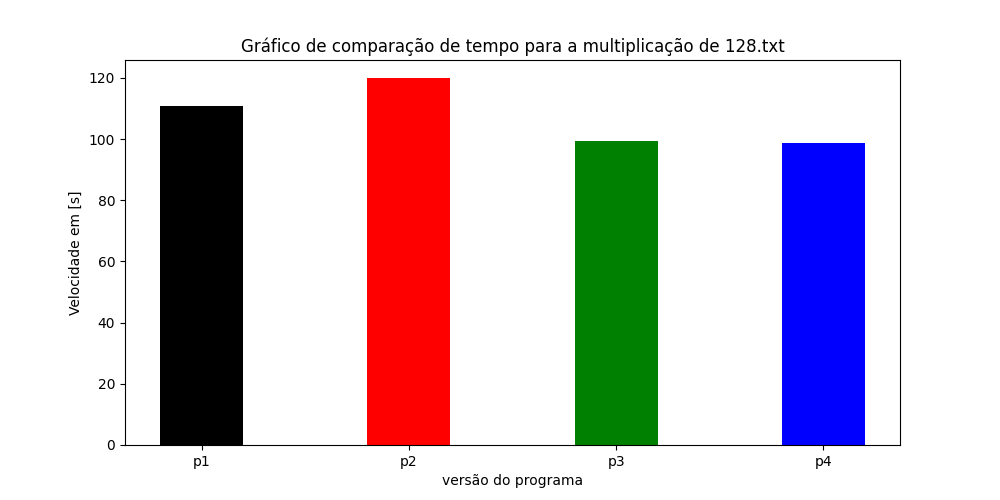 Gráfico de comparação de tempo para a multiplicação de 128.txt
Velocidade em [s]
120
100
80
60
40
20
0
p1 p2 p3 p4
versão do programa